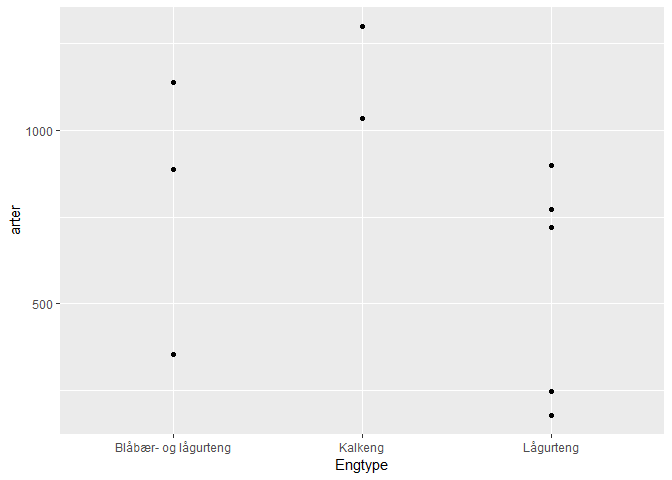 1000
500
arter
Blåbær- og lågurteng
Kalkeng
Lågurteng
Engtype